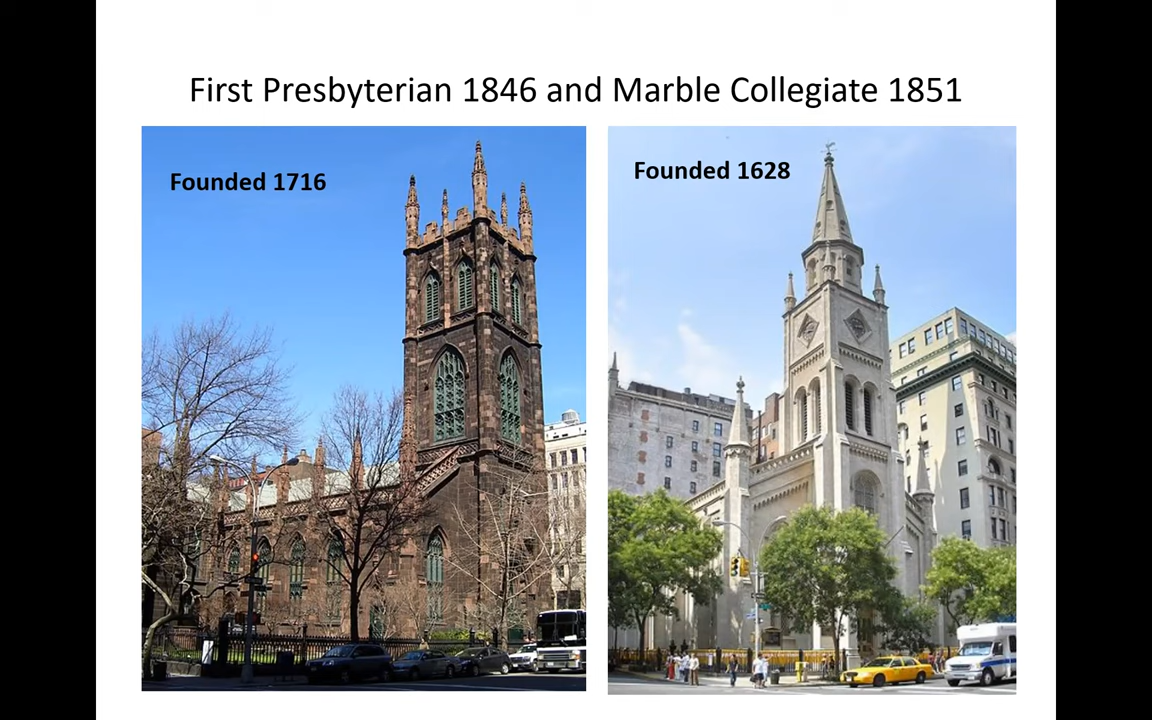 First Presbyterian 1846 and Marble Collegiate 1851
Founded 1716
Founded 1628